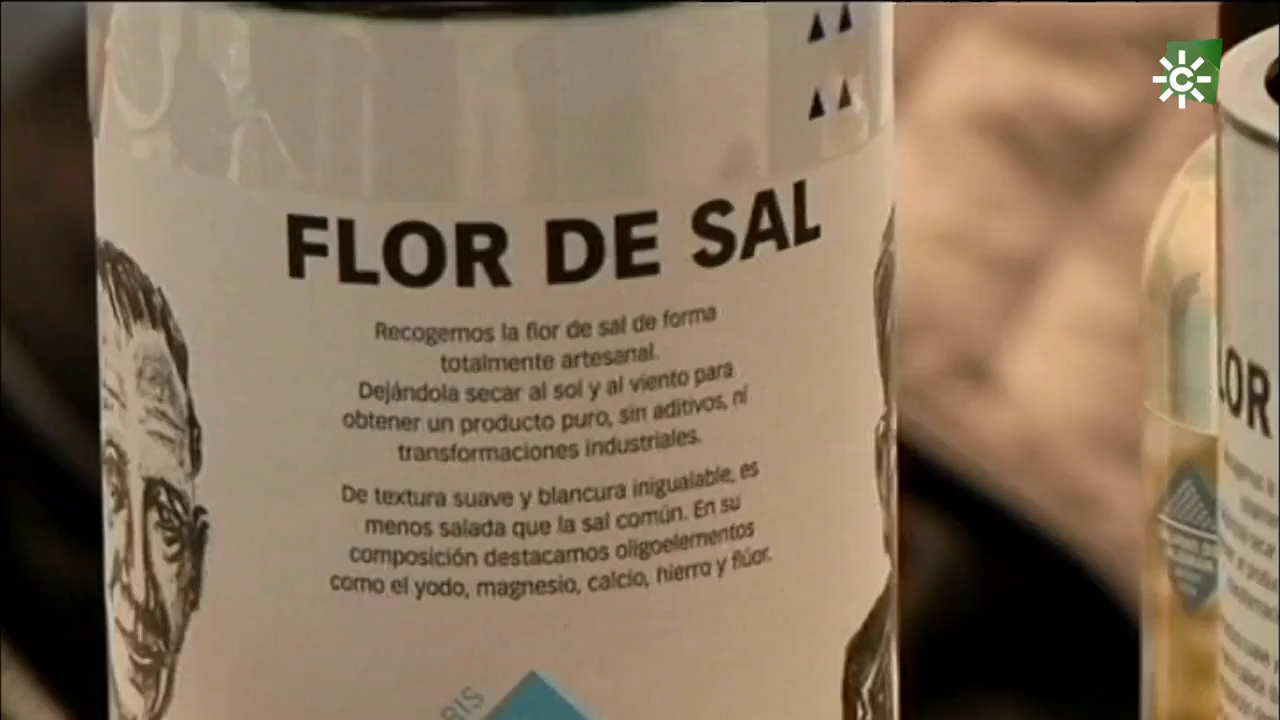 FLOR DE SAL
Recogemos la flor de sal de forma
totalmente artesanal.
Dejándola secar al sol y al viento para
obtener un producto puro, sin aditivos, ni
transformaciones industriales.
De textura suave y blancura inigualable, es
menos salada que la sal común. En su
composición destacamos oligoelementos
como el yodo, magnesio, calcio, hierro y flúor.